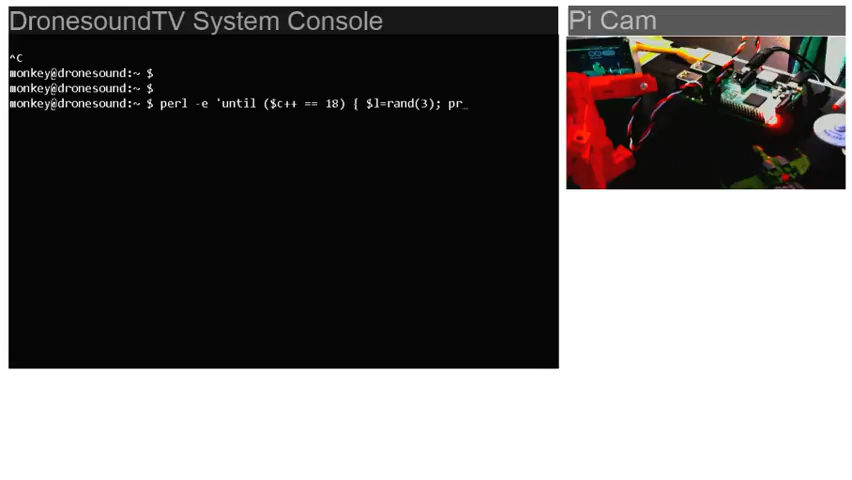 DronesoundTV System Console
Pi Cam
^C
monkey@dronesound:~ $
monkey@dronesound:~ $
monkey@dronesound:~ $ perl -e 'until ($c++ == 18) { $l=rand(3); pr_